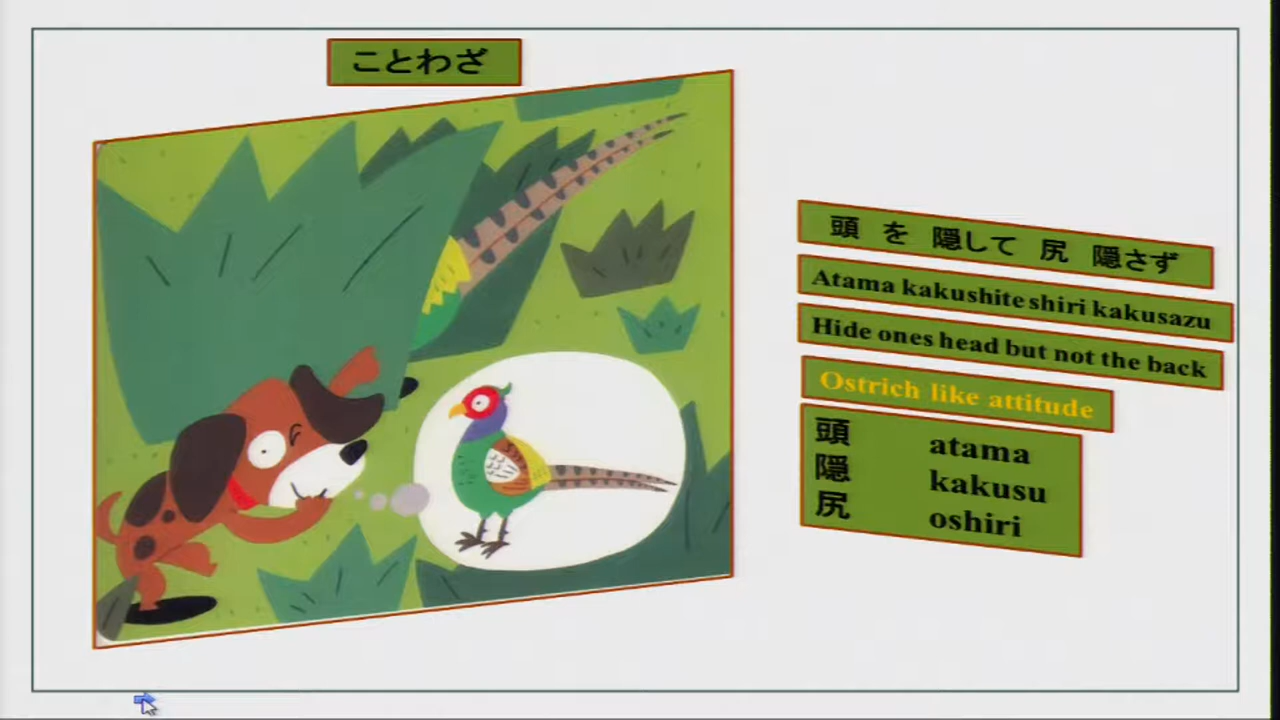 ことわざ
頭 を 隠して 尻 隠さず
Atama kakushite shiri kakusazu
Hide ones head but not the back
Ostrich like attitude
頭 atama
隠 kakusu
尻 oshiri